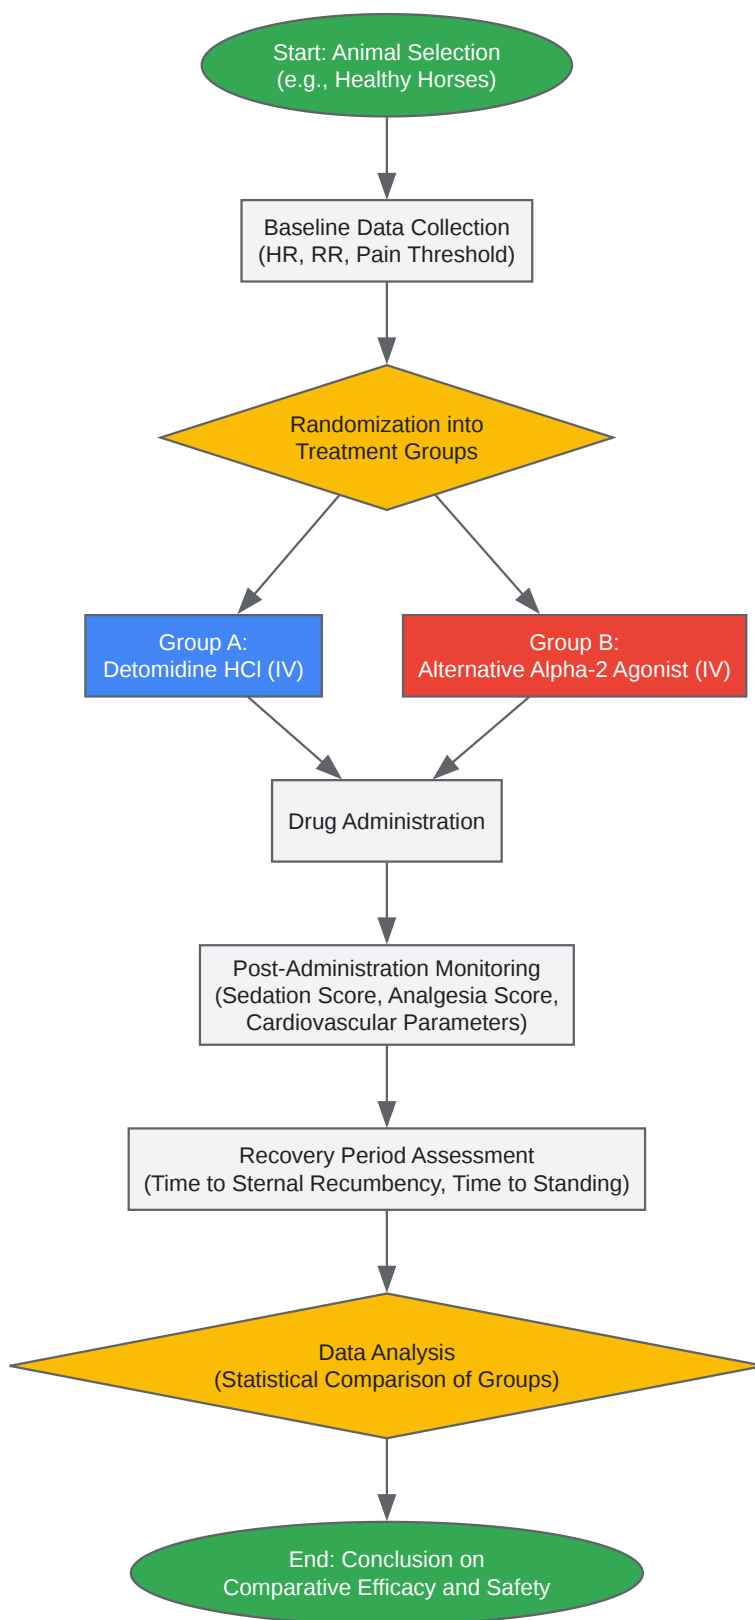 Start: Animal Selection
(e.g., Healthy Horses)
Baseline Data Collection
(HR, RR, Pain Threshold)
Randomization into
Treatment Groups
Group A:
Detomidine HCl (IV)
Group B:
Alternative Alpha-2 Agonist (IV)
Drug Administration
Post-Administration Monitoring
(Sedation Score, Analgesia Score,
Cardiovascular Parameters)
Recovery Period Assessment
(Time to Sternal Recumbency, Time to Standing)
Data Analysis
(Statistical Comparison of Groups)
End: Conclusion on
Comparative Efficacy and Safety